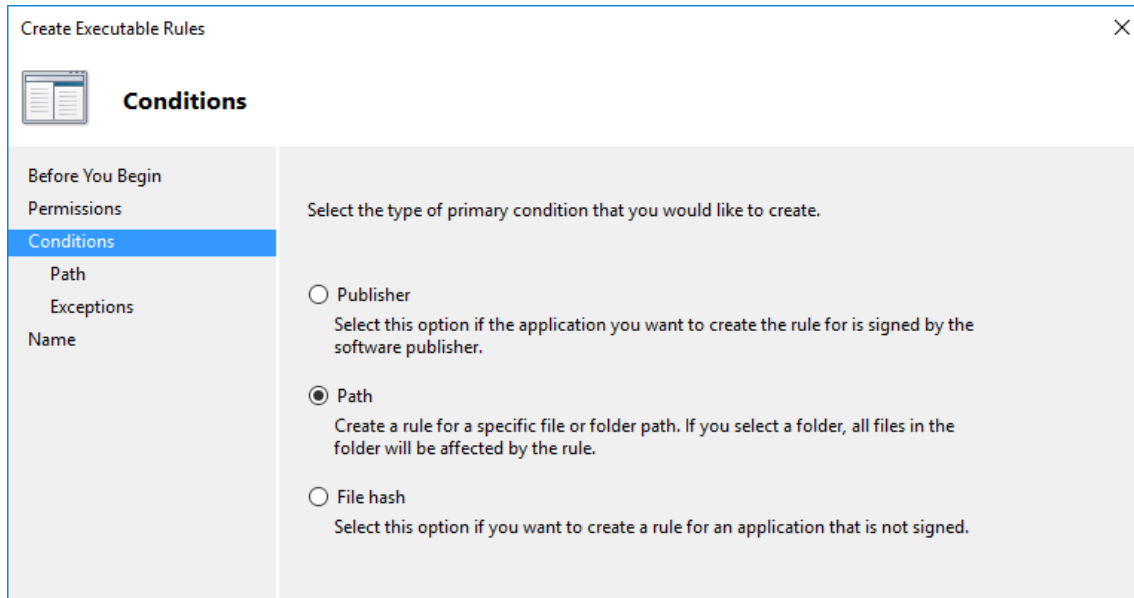 Create Executable Rules
Conditions
Before You Begin
Permissions
Conditions
Path
Exceptions
Name
Select the type of primary condition that you would like to create.
Publisher
Select this option if the application you want to create the rule for is signed by the
software publisher.
Path
Create a rule for a specific file or folder path. If you select a folder, all files in the
folder will be affected by the rule.
File hash
Select this option if you want to create a rule for an application that is not signed.